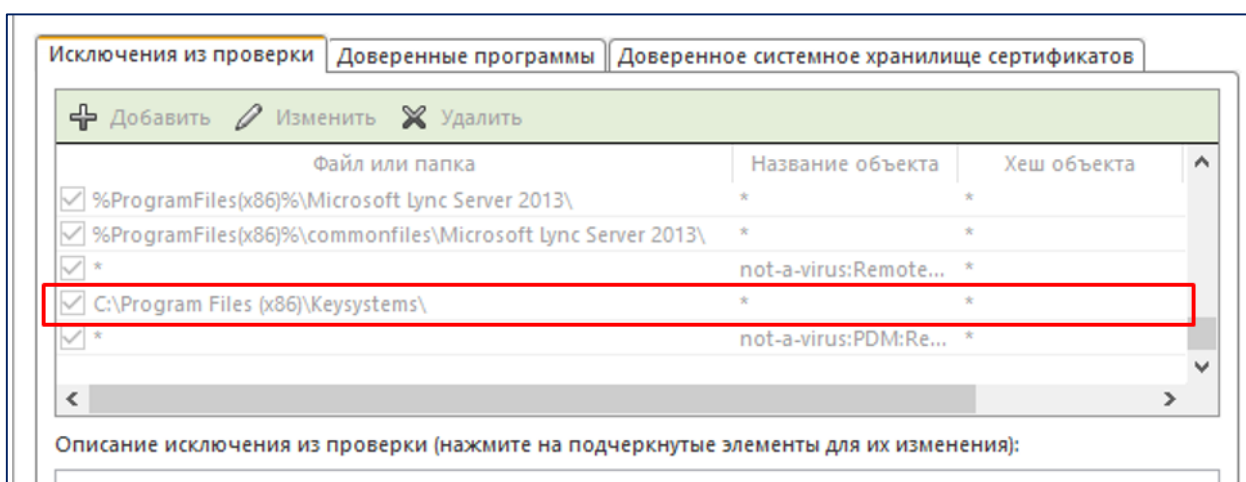 Исключения из проверки Доверенные программы Доверенное системное хранилище сертификатов
Добавить Изменить Удалить
Файл или папка Название объекта Хеш объекта
%ProgramFiles(x86)%\Microsoft Lync Server 2013\ * *
%ProgramFiles(x86)%\commonfiles\Microsoft Lync Server 2013\ * *
* not-a-virus:Remote... *
C:\Program Files (x86)\Keysystems\ * *
* not-a-virus:PDM:Re... *
Описание исключения из проверки (нажмите на подчеркнутые элементы для их изменения):